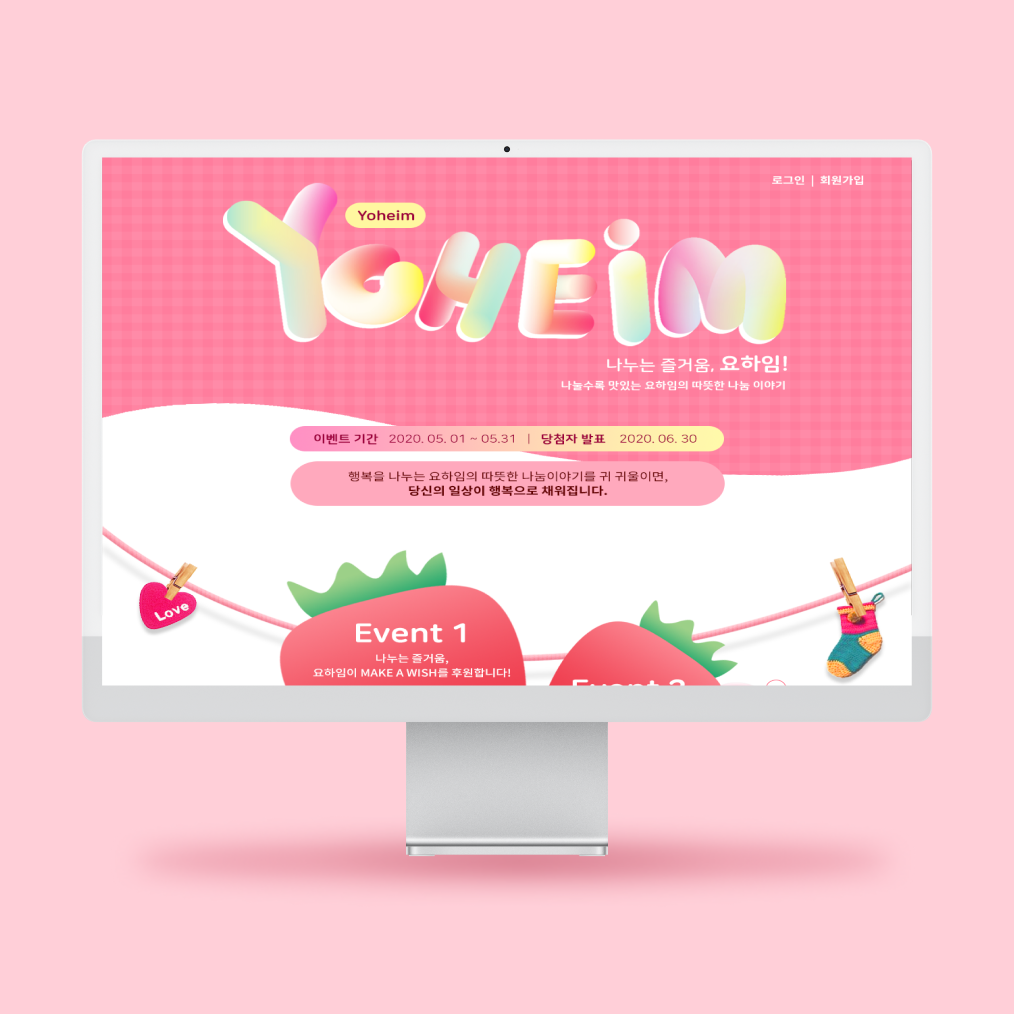 로그인 | 회원가입
Yoheim
YOHEiM
나누는 즐거움, 요하임!
나눌수록 맛있는 요하임의 따뜻한 나눔 이야기
이벤트 기간 2020. 05. 01 ~ 05.31 | 당첨자 발표 2020. 06. 30
행복을 나누는 요하임의 따뜻한 나눔이야기를 귀 귀울이면,
당신의 일상이 행복으로 채워집니다.
Love
Event 1
나누는 즐거움,
요하임이 MAKE A WISH를 후원합니다!